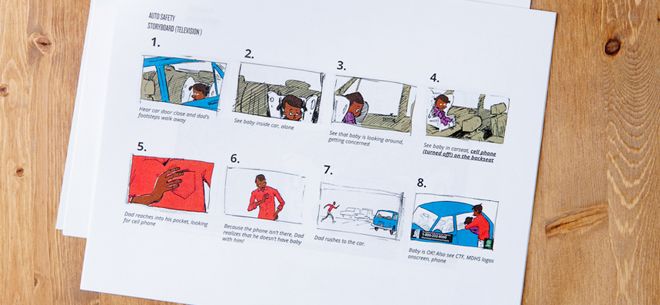 AUTO SAFETY
STORYBOARD (TELEVISION)
1.
Hear car door close and dad's
footsteps walk away
2.
See baby inside car, alone
3.
See that baby is looking around,
getting concerned
4.
See baby in carseat, cell phone
(turned off!) on the backseat
5.
Dad reaches into his pocket, looking
for cell phone
6.
Because the phone isn't there, Dad
realizes that he doesn't have baby
with him!
7.
Dad rushes to the car.
8.
Baby is OK! Also see CTF, MDHS logos
onscreen, phone